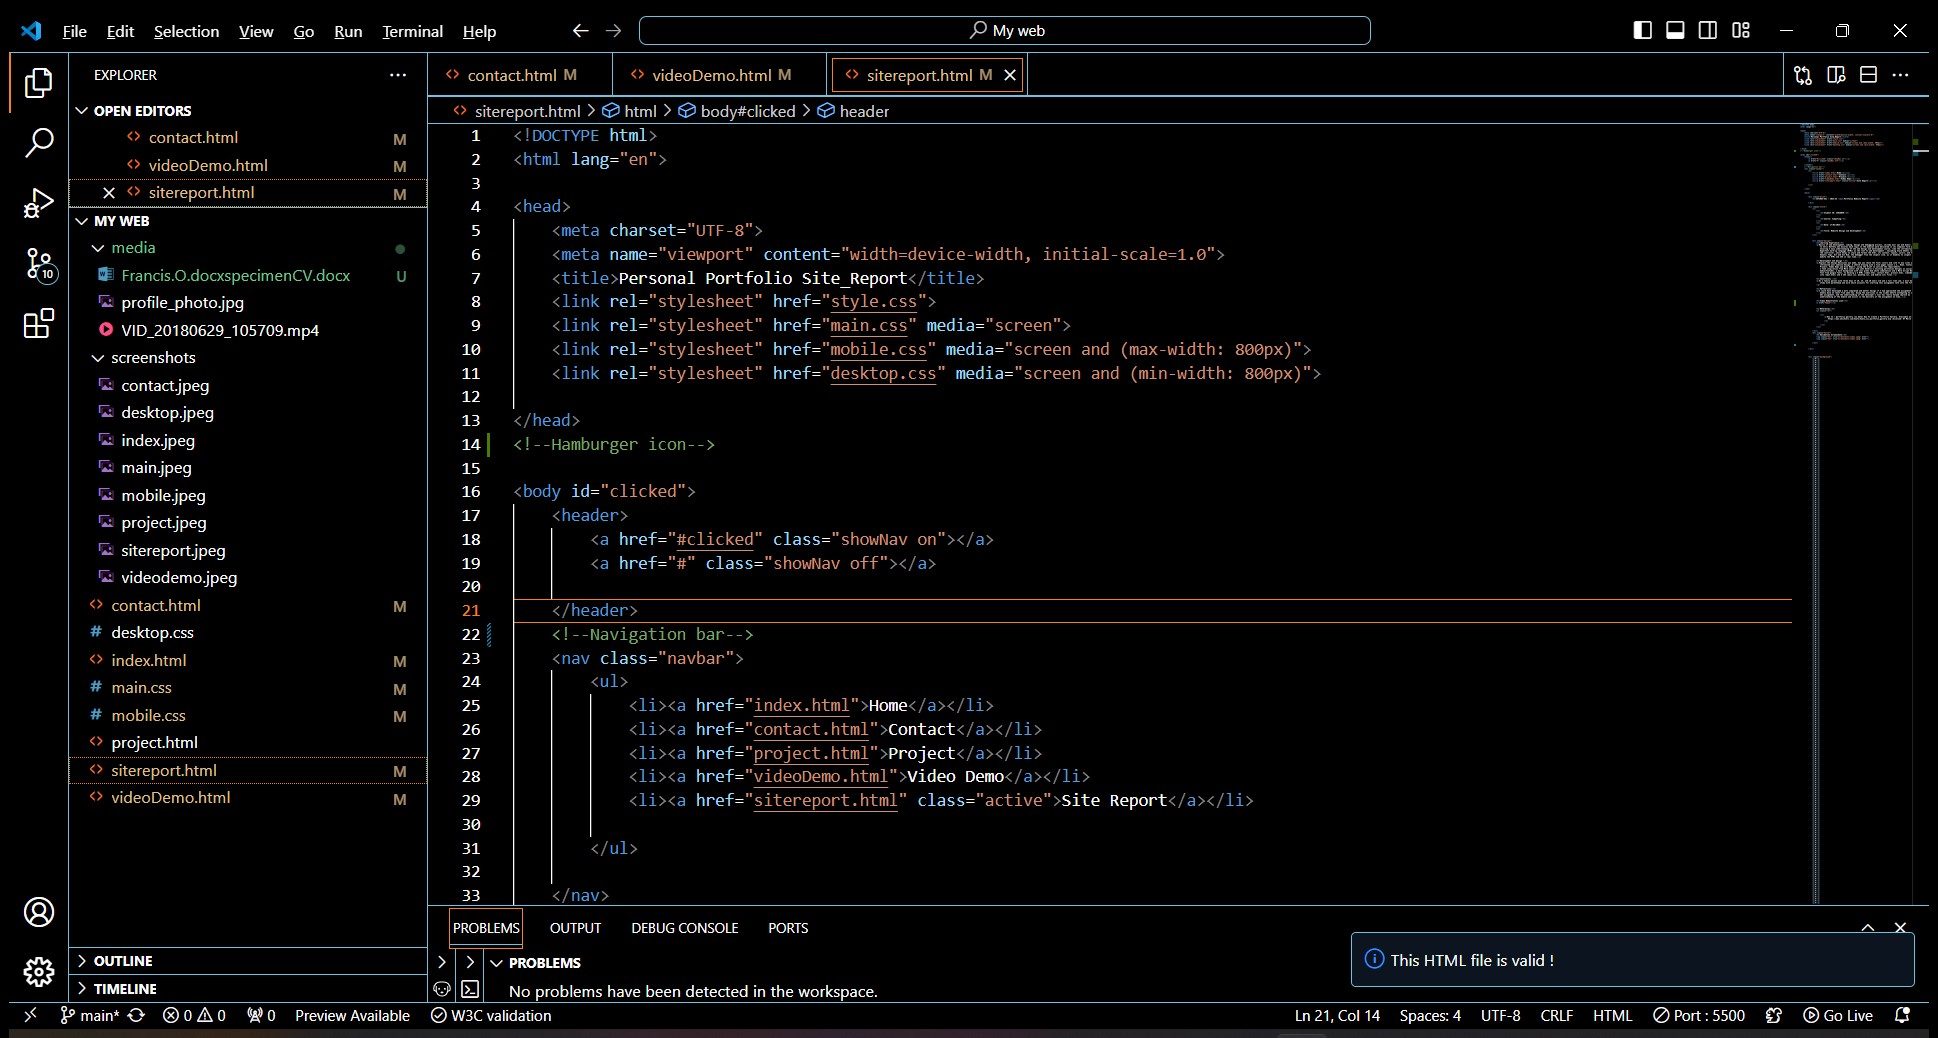 File Edit Selection View Go Run Terminal Help
My web
EXPLORER
OPEN EDITORS
contact.html M
videoDemo.html M
sitereport.html M
MY WEB
media
Francis.O.docxspecimenCV.docx U
profile_photo.jpg
VID_20180629_105709.mp4
screenshots
contact.jpeg
desktop.jpeg
index.jpeg
main.jpeg
mobile.jpeg
project.jpeg
sitereport.jpeg
videodemo.jpeg
contact.html M
desktop.css
index.html M
main.css M
mobile.css M
project.html
sitereport.html M
videoDemo.html M
OUTLINE
TIMELINE
10
contact.html M videoDemo.html M sitereport.html M
sitereport.html > html > body#clicked > header
1 <!DOCTYPE html>
2 <html lang="en">
3
4 <head>
5 <meta charset="UTF-8">
6 <meta name="viewport" content="width=device-width, initial-scale=1.0">
7 <title>Personal Portfolio Site_Report</title>
8 <link rel="stylesheet" href="style.css">
9 <link rel="stylesheet" href="main.css" media="screen">
10 <link rel="stylesheet" href="mobile.css" media="screen and (max-width: 800px)">
11 <link rel="stylesheet" href="desktop.css" media="screen and (min-width: 800px)">
12
13 </head>
14 <!--Hamburger icon-->
15
16 <body id="clicked">
17 <header>
18 <a href="#clicked" class="showNav on"></a>
19 <a href="#" class="showNav off"></a>
20
21 </header>
22 <!--Navigation bar-->
23 <nav class="navbar">
24 <ul>
25 <li><a href="index.html">Home</a></li>
26 <li><a href="contact.html">Contact</a></li>
27 <li><a href="project.html">Project</a></li>
28 <li><a href="videoDemo.html">Video Demo</a></li>
29 <li><a href="sitereport.html" class="active">Site Report</a></li>
30
31 </ul>
32
33 </nav>
PROBLEMS OUTPUT DEBUG CONSOLE PORTS
PROBLEMS
No problems have been detected in the workspace.
This HTML file is valid !
main* 0 0 0 Preview Available W3C validation Ln 21, Col 14 Spaces: 4 UTF-8 CRLF HTML Port : 5500 Go Live